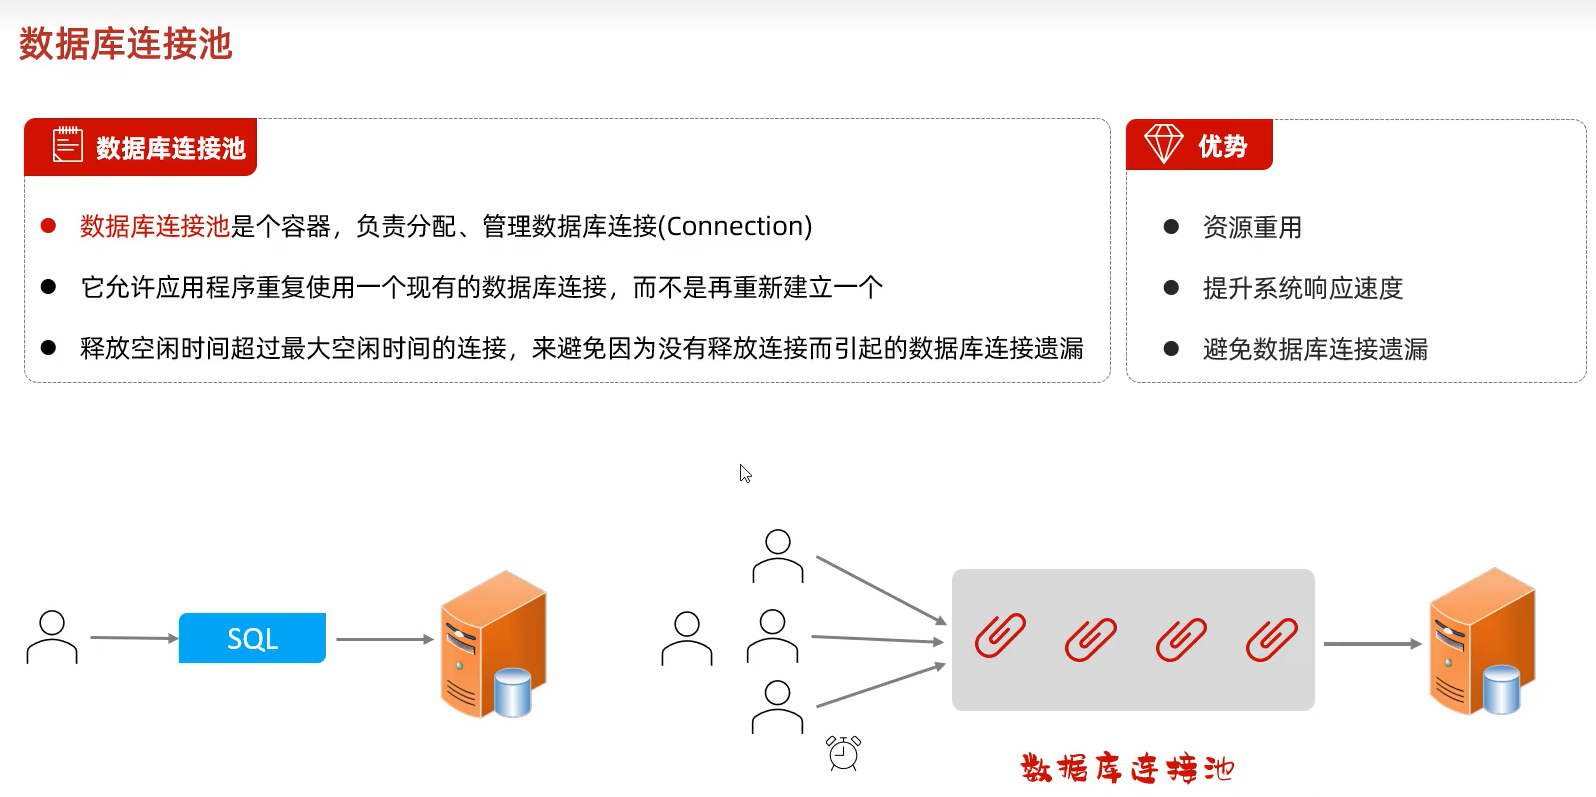 数据库连接池
数据库连接池
数据库连接池是个容器，负责分配、管理数据库连接(Connection)
它允许应用程序重复使用一个现有的数据库连接，而不是再重新建立一个
释放空闲时间超过最大空闲时间的连接，来避免因为没有释放连接而引起的数据库连接遗漏
优势
资源重用
提升系统响应速度
避免数据库连接遗漏
SQL
数据库连接池